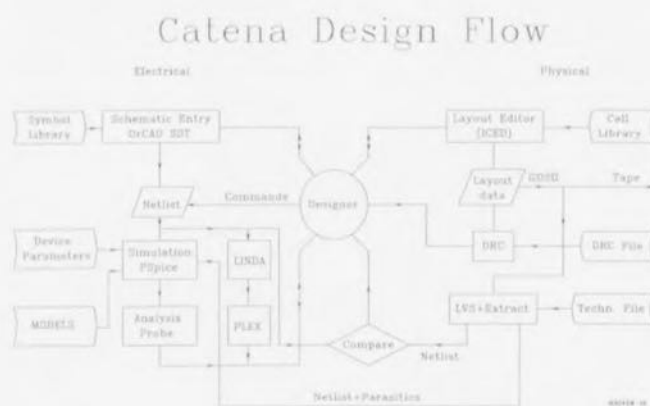 Catena Design Flow
Electrical
Physical
Symbol
Library
Schematic Entry
OrCAD SDT
Layout Editor
(ICED)
Cell
Library
Netlist
Commands
Designer
Layout
data
GDSII
Tape
Device
Parameters
Simulation
PSpice
LINDA
DRC
DRC File
MODELS
Analysis
Probe
PLEX
Compare
LVS+Extract
Techn. File
Netlist
Netlist+Parasitics